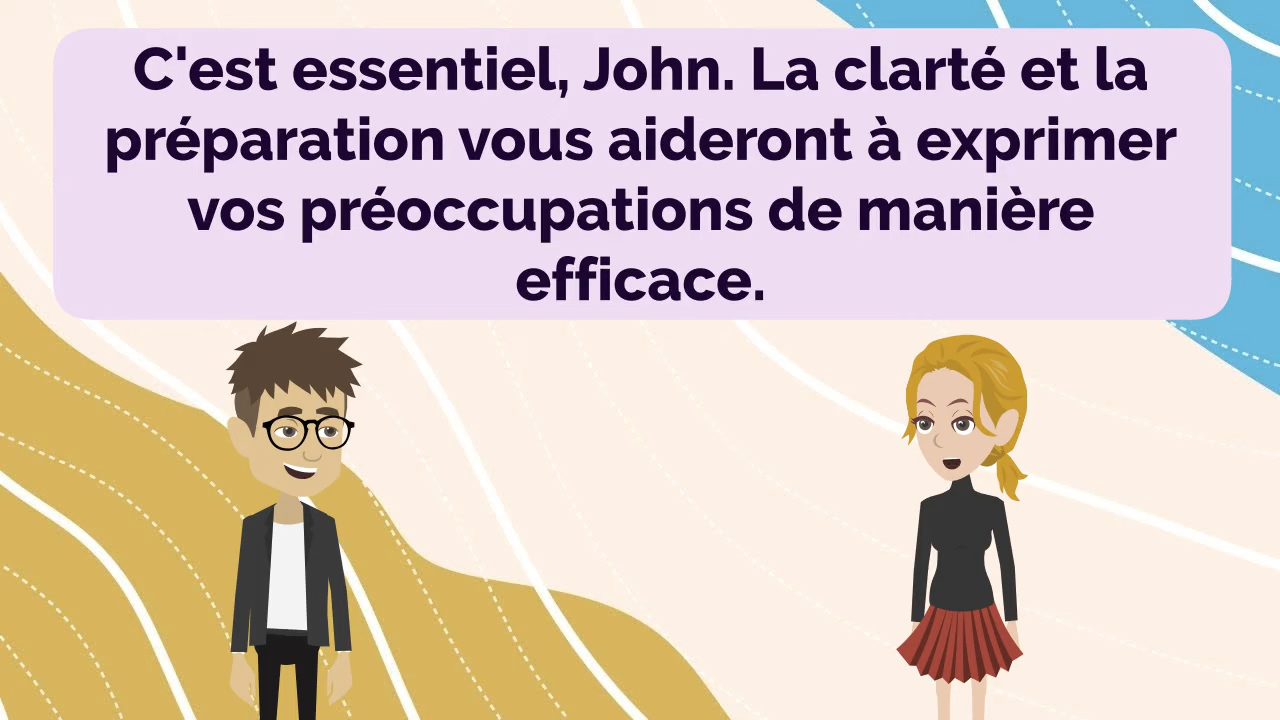 C'est essentiel, John. La clarté et la
préparation vous aideront à exprimer
vos préoccupations de manière
efficace.